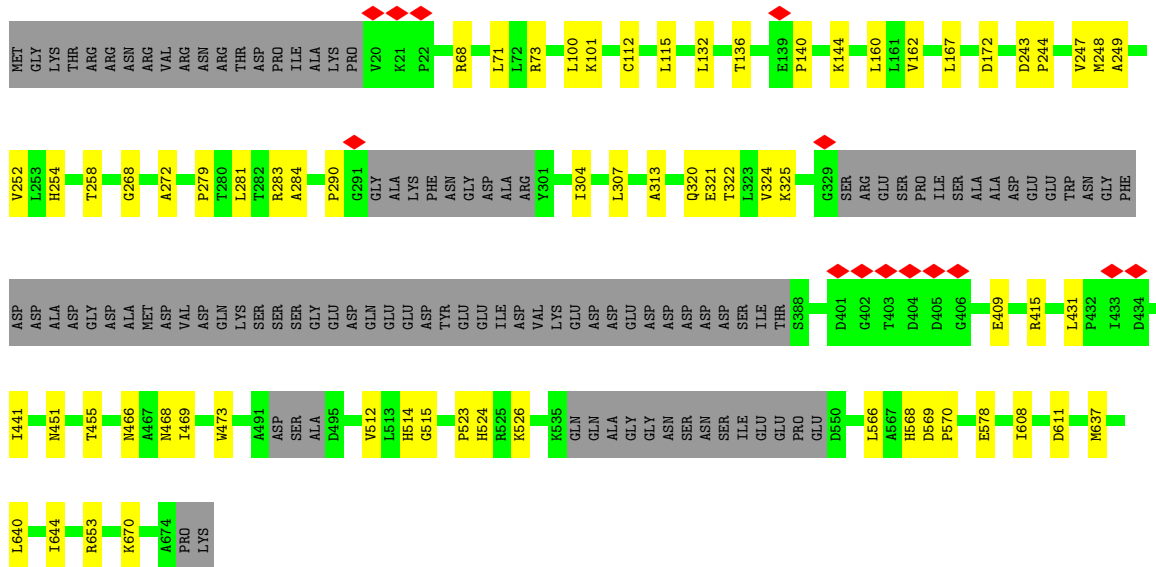 MET GLY LYS THR ARG ARG ASN ARG VAL ARG ASN ARG THR ASP PRO ILE ALA LYS PRO V20 K21 P22 R68 L71 L72 R73 L100 K101 C112 L115 L132 T136 E139 P140 K144 L160 L161 V162 L167 D172 D243 P244 V247 M248 A249
V252 L253 H254 T258 G268 A272 P279 T280 L281 T282 R283 A284 P290 G291 GLY ALA LYS PHE ASN GLY ASP ALA ARG Y301 I304 L307 A313 Q320 E321 T322 L323 V324 K325 G329 SER ARG GLU SER PRO ILE SER ALA ALA ASP GLU GLU TRP ASN GLY PHE
ASP ASP ALA ASP GLY ASP ALA MET ASP VAL ASP GLN LYS SER SER SER GLY GLU ASP GLN GLU GLU ASP TYR GLU GLU ILE ASP VAL LYS GLU ASP ASP GLU ASP ASP ASP ASP ASP SER ILE THR S388 D401 G402 T403 D404 D405 G406 E409 R415 L431 P432 I433 D434
I441 N451 T455 N466 A467 N468 I469 W473 A491 ASP SER ALA D495 V512 L513 H514 G515 P523 H524 R525 K526 K535 GLN GLN ALA GLY GLY ASN SER ASN SER ILE GLU GLU PRO GLU D550 L566 A567 H568 D569 P570 E578 I608 D611 M637
L640 I644 R653 K670 A674 PRO LYS